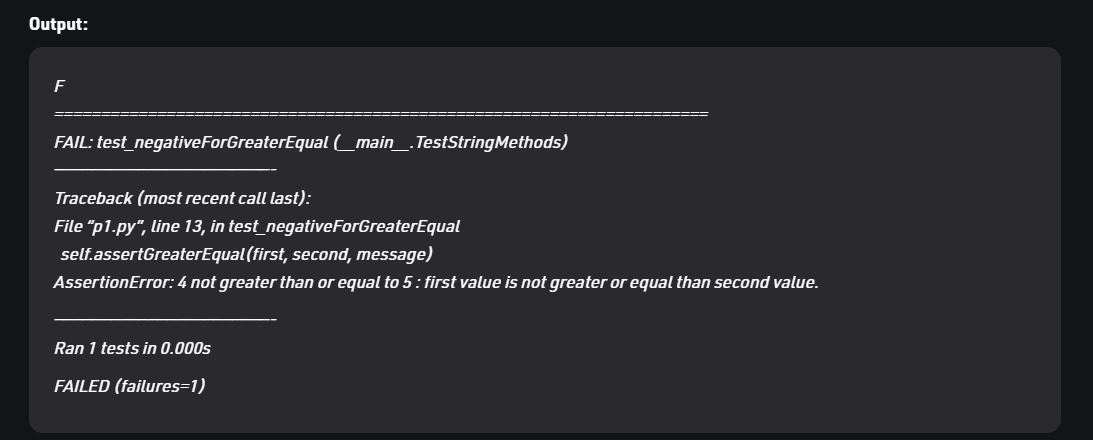 Output:
F
======================================================================
FAIL: test_negativeForGreaterEqual (__main__.TestStringMethods)
———————————————————————-
Traceback (most recent call last):
File “p1.py”, line 13, in test_negativeForGreaterEqual
self.assertGreaterEqual(first, second, message)
AssertionError: 4 not greater than or equal to 5 : first value is not greater or equal than second value.
———————————————————————-
Ran 1 tests in 0.000s
FAILED (failures=1)